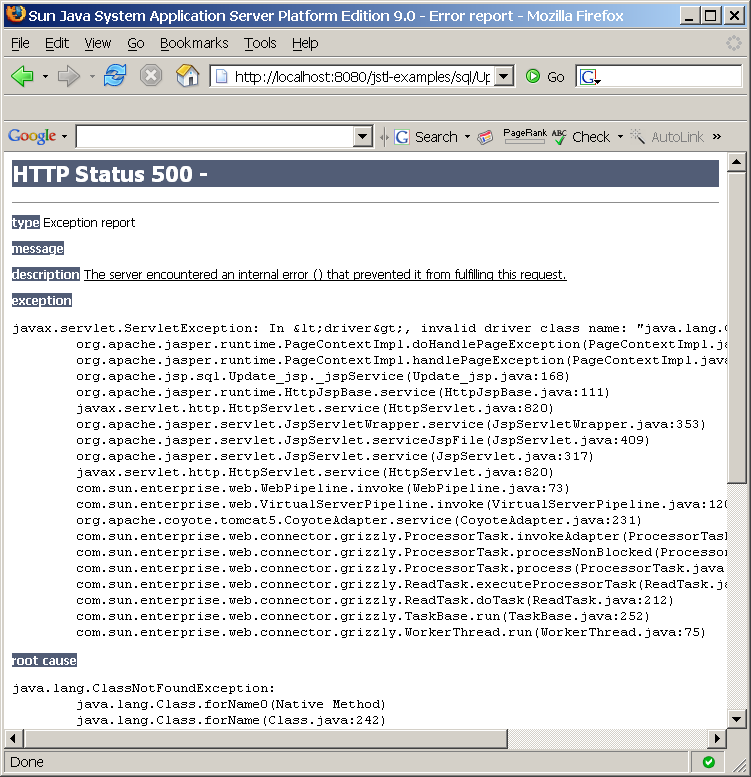 Sun Java System Application Server Platform Edition 9.0 - Error report - Mozilla Firefox
File Edit View Go Bookmarks Tools Help
http://localhost:8080/jstl-examples/sql/Up Go G
Google G Search PageRank ABC Check AutoLink »
HTTP Status 500 -
type Exception report
message
description The server encountered an internal error () that prevented it from fulfilling this request.
exception
javax.servlet.ServletException: In &lt;driver&gt;, invalid driver class name: "java.lang.
org.apache.jasper.runtime.PageContextImpl.doHandlePageException(PageContextImpl.j
org.apache.jasper.runtime.PageContextImpl.handlePageException(PageContextImpl.jav
org.apache.jsp.sql.Update_jsp._jspService(Update_jsp.java:168)
org.apache.jasper.runtime.HttpJspBase.service(HttpJspBase.java:111)
javax.servlet.http.HttpServlet.service(HttpServlet.java:820)
org.apache.jasper.servlet.JspServletWrapper.service(JspServletWrapper.java:353)
org.apache.jasper.servlet.JspServlet.serviceJspFile(JspServlet.java:409)
org.apache.jasper.servlet.JspServlet.service(JspServlet.java:317)
javax.servlet.http.HttpServlet.service(HttpServlet.java:820)
com.sun.enterprise.web.WebPipeline.invoke(WebPipeline.java:73)
com.sun.enterprise.web.VirtualServerPipeline.invoke(VirtualServerPipeline.java:120
org.apache.coyote.tomcat5.CoyoteAdapter.service(CoyoteAdapter.java:231)
com.sun.enterprise.web.connector.grizzly.ProcessorTask.invokeAdapter(ProcessorTask
com.sun.enterprise.web.connector.grizzly.ProcessorTask.processNonBlocked(Processor
com.sun.enterprise.web.connector.grizzly.ProcessorTask.process(ProcessorTask.java
com.sun.enterprise.web.connector.grizzly.ReadTask.executeProcessorTask(ReadTask.ja
com.sun.enterprise.web.connector.grizzly.ReadTask.doTask(ReadTask.java:212)
com.sun.enterprise.web.connector.grizzly.TaskBase.run(TaskBase.java:252)
com.sun.enterprise.web.connector.grizzly.WorkerThread.run(WorkerThread.java:75)
root cause
java.lang.ClassNotFoundException:
java.lang.Class.forName0(Native Method)
java.lang.Class.forName(Class.java:242)
Done